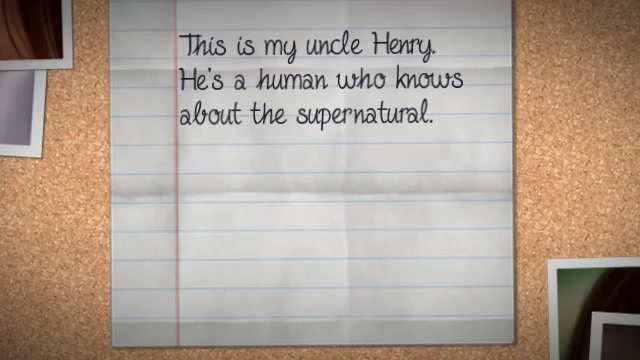 This is my uncle Henry.
He's a human who knows
about the supernatural.